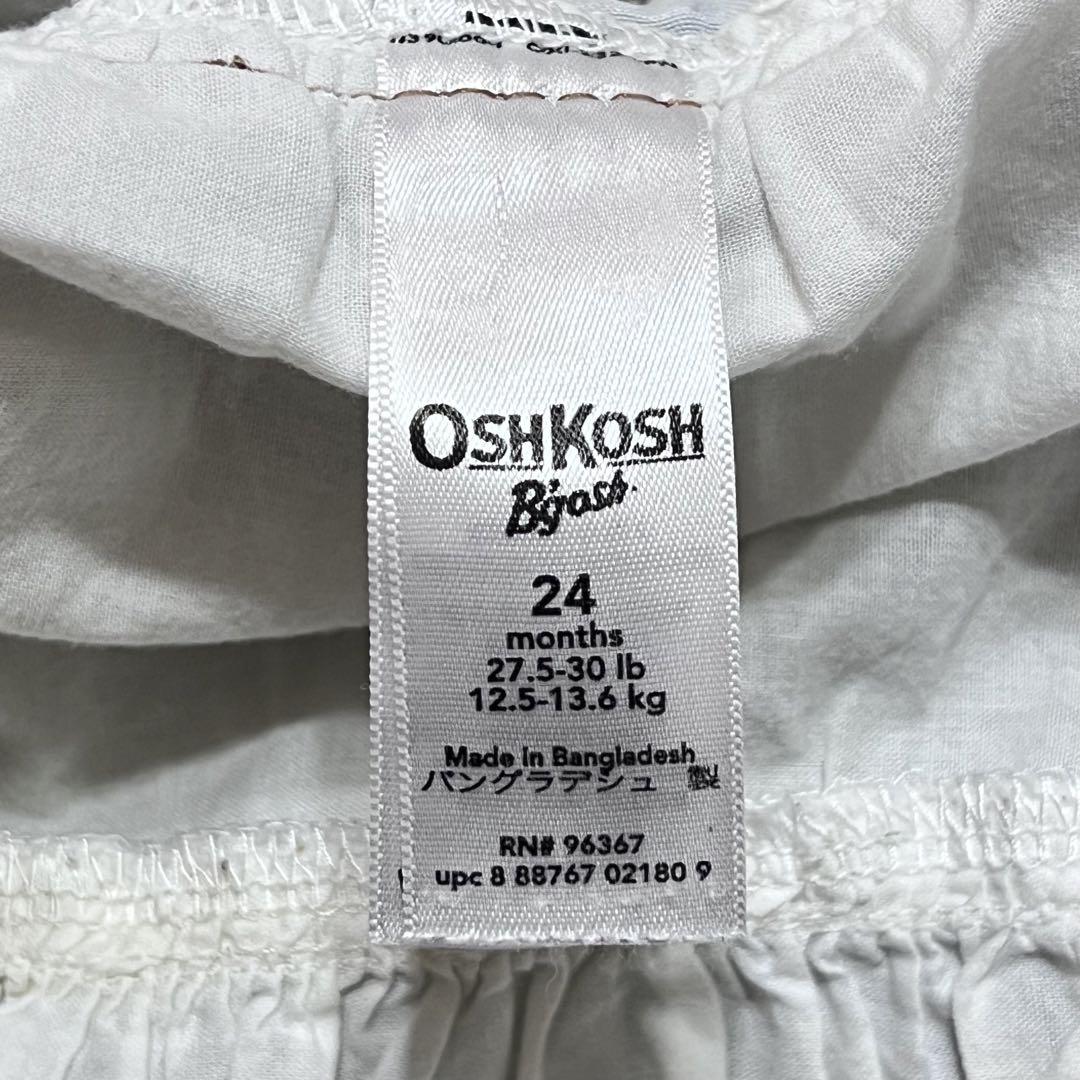 OSHKOSH
B'gosh.
24
months
27.5-30 lb
12.5-13.6 kg
Made In Bangladesh
バングラデシュ 製
RN# 96367
upc 8 88767 02180 9